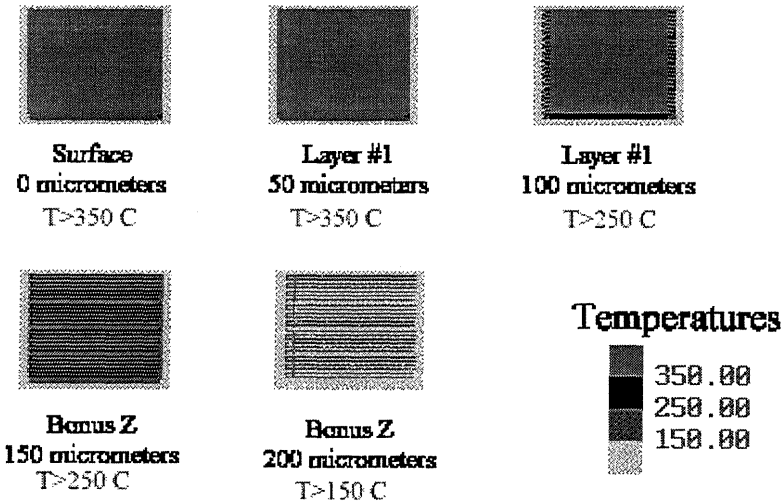 Surface
0 micrometers
T>350 C
Layer #1
50 micrometers
T>350 C
Layer #1
100 micrometers
T>250 C
Bonus Z
150 micrometers
T>250 C
Bonus Z
200 micrometers
T>150 C
Temperatures
350.00
250.00
150.00